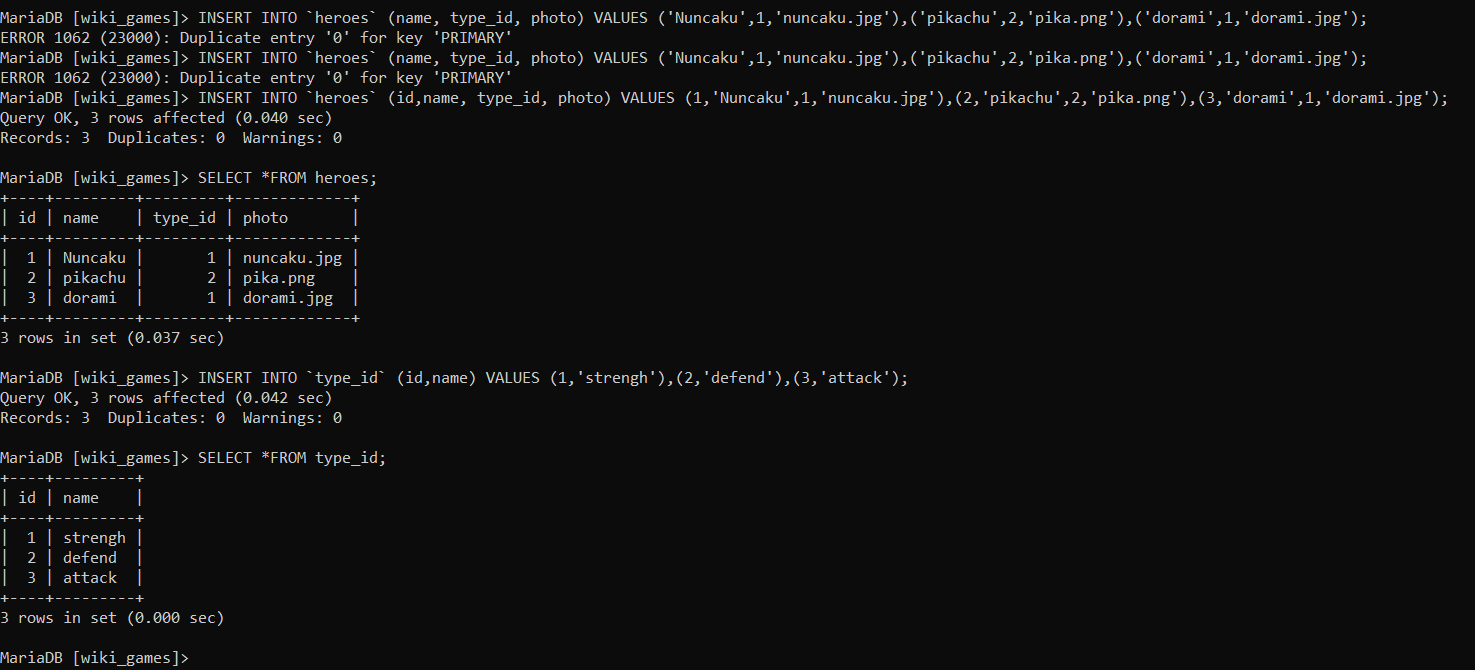 MariaDB [wiki_games]> INSERT INTO `heroes` (name, type_id, photo) VALUES ('Nuncaku',1,'nuncaku.jpg'),('pikachu',2,'pika.png'),('dorami',1,'dorami.jpg');
ERROR 1062 (23000): Duplicate entry '0' for key 'PRIMARY'
MariaDB [wiki_games]> INSERT INTO `heroes` (name, type_id, photo) VALUES ('Nuncaku',1,'nuncaku.jpg'),('pikachu',2,'pika.png'),('dorami',1,'dorami.jpg');
ERROR 1062 (23000): Duplicate entry '0' for key 'PRIMARY'
MariaDB [wiki_games]> INSERT INTO `heroes` (id,name, type_id, photo) VALUES (1,'Nuncaku',1,'nuncaku.jpg'),(2,'pikachu',2,'pika.png'),(3,'dorami',1,'dorami.jpg');
Query OK, 3 rows affected (0.040 sec)
Records: 3  Duplicates: 0  Warnings: 0

MariaDB [wiki_games]> SELECT *FROM heroes;
+----+---------+---------+-------------+
| id | name    | type_id | photo       |
+----+---------+---------+-------------+
|  1 | Nuncaku |       1 | nuncaku.jpg |
|  2 | pikachu |       2 | pika.png    |
|  3 | dorami  |       1 | dorami.jpg  |
+----+---------+---------+-------------+
3 rows in set (0.037 sec)

MariaDB [wiki_games]> INSERT INTO `type_id` (id,name) VALUES (1,'strengh'),(2,'defend'),(3,'attack');
Query OK, 3 rows affected (0.042 sec)
Records: 3  Duplicates: 0  Warnings: 0

MariaDB [wiki_games]> SELECT *FROM type_id;
+----+---------+
| id | name    |
+----+---------+
|  1 | strengh |
|  2 | defend  |
|  3 | attack  |
+----+---------+
3 rows in set (0.000 sec)

MariaDB [wiki_games]>